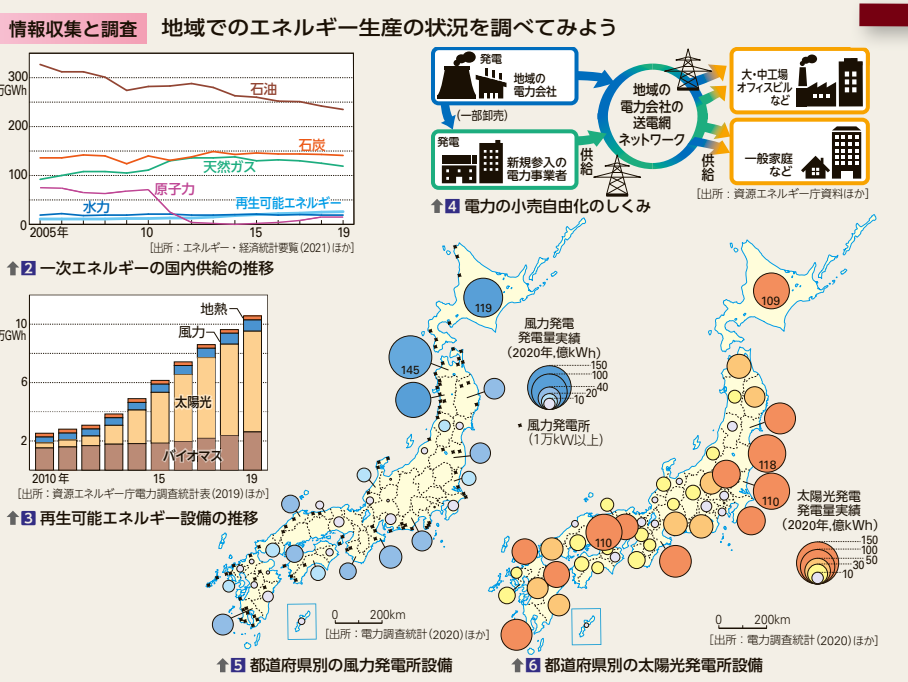 情報収集と調査
地域でのエネルギー生産の状況を調べてみよう
300
万GWh
200
100
0
石油
石炭
天然ガス
原子力
再生可能エネルギー
水力
2005年
10
15
19
[出所：エネルギー・経済統計要覧(2021)ほか]
2 一次エネルギーの国内供給の推移
10
万GWh
6
2
地熱
風力
太陽光
バイオマス
2010年
15
19
[出所：資源エネルギー庁電力調査統計表(2019)ほか]
3 再生可能エネルギー設備の推移
発電
地域の
電力会社
(一部卸売)
発電
新規参入の
電力事業者
供給
地域の
電力会社の
送電網
ネットワーク
供給
大・中工場
オフィスビル
など
一般家庭
など
[出所：資源エネルギー庁資料ほか]
4 電力の小売自由化のしくみ
119
145
風力発電
発電量実績
(2020年,億kWh)
150
100
40
20
10
風力発電所
(1万kW以上)
0 200km
[出所：電力調査統計(2020)ほか]
5 都道府県別の風力発電所設備
109
118
110
110
太陽光発電
発電量実績
(2020年,億kWh)
150
100
50
30
10
0 200km
[出所：電力調査統計(2020)ほか]
6 都道府県別の太陽光発電所設備